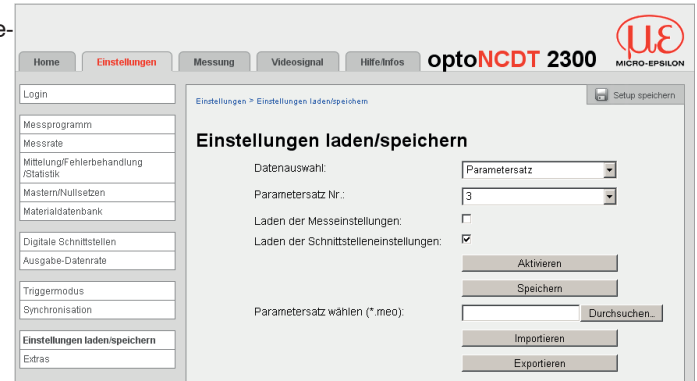 e-
Home Einstellungen Messung Videosignal Hilfe/Infos optoNCDT 2300
µε
MICRO-EPSILON
Login
Einstellungen > Einstellungen laden/speichern
Setup speichern
Messprogramm
Messrate
Mittelung/Fehlerbehandlung
/Statistik
Mastern/Nullsetzen
Materialdatenbank
Digitale Schnittstellen
Ausgabe-Datenrate
Triggermodus
Synchronisation
Einstellungen laden/speichern
Extras
Einstellungen laden/speichern
Datenauswahl: Parametersatz
Parametersatz Nr.: 3
Laden der Messeinstellungen:
Laden der Schnittstelleneinstellungen:
Aktivieren
Speichern
Parametersatz wählen (*.meo): Durchsuchen...
Importieren
Exportieren